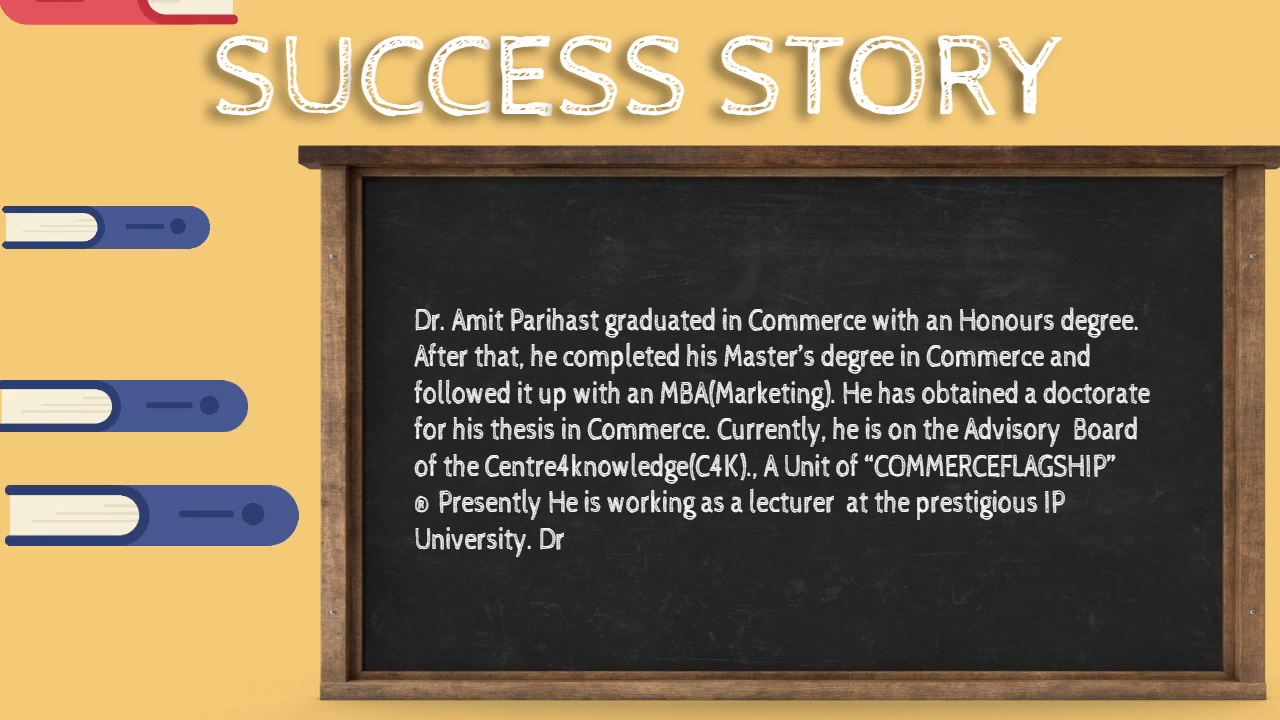 SUCCESS STORY
Dr. Amit Parihast graduated in Commerce with an Honours degree.
After that, he completed his Master’s degree in Commerce and
followed it up with an MBA(Marketing). He has obtained a doctorate
for his thesis in Commerce. Currently, he is on the Advisory  Board
of the Centre4knowledge(C4K)., A Unit of “COMMERCEFLAGSHIP”
® Presently He is working as a lecturer  at the prestigious IP
University. Dr